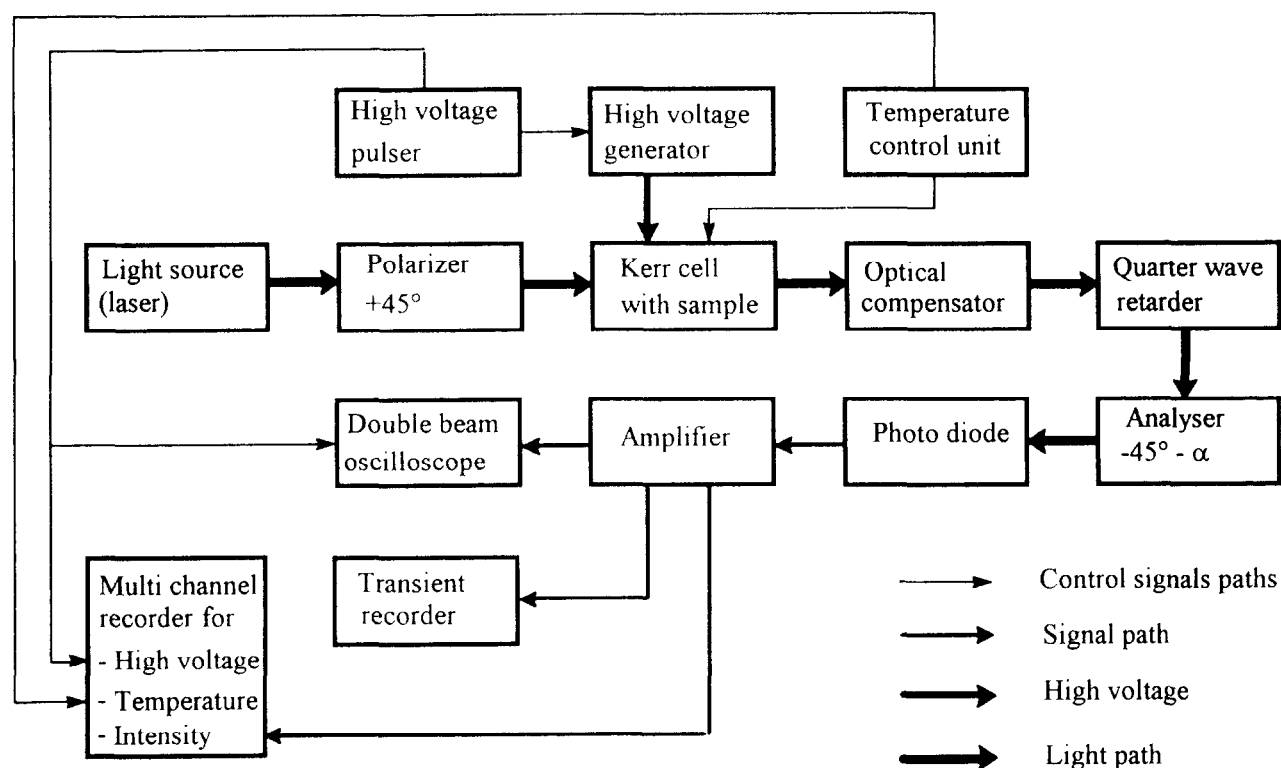 High voltage
pulser
High voltage
generator
Temperature
control unit
Light source
(laser)
Polarizer
+45°
Kerr cell
with sample
Optical
compensator
Quarter wave
retarder
Double beam
oscilloscope
Amplifier
Photo diode
Analyser
-45° - α
Multi channel
recorder for
- High voltage
- Temperature
- Intensity
Transient
recorder
Control signals paths
Signal path
High voltage
Light path